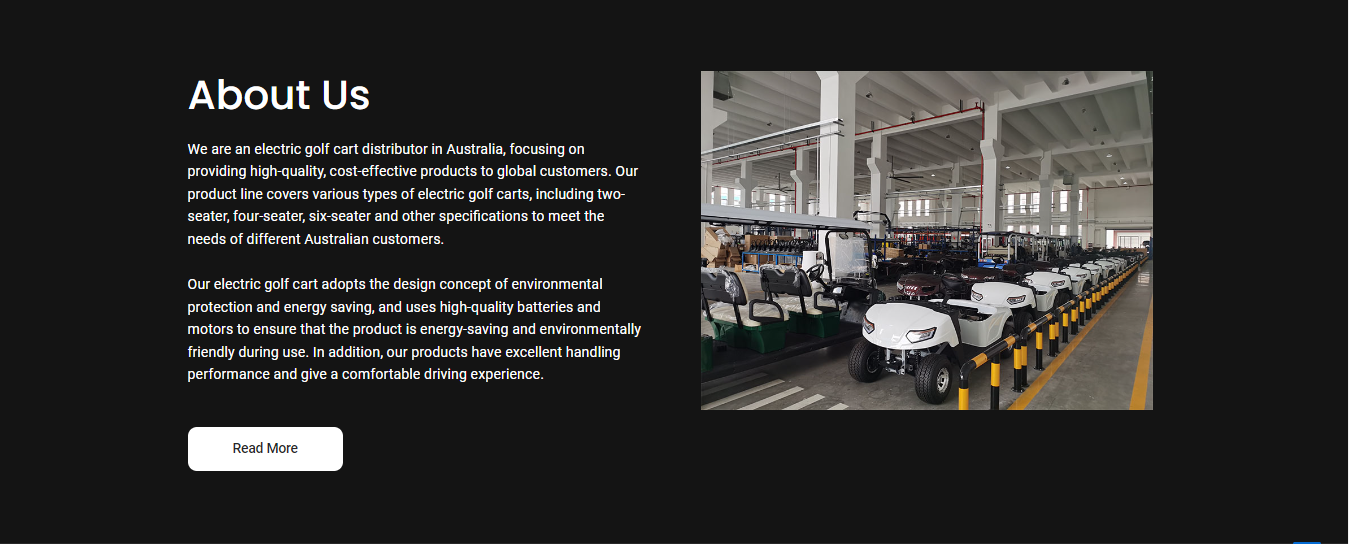 About Us
We are an electric golf cart distributor in Australia, focusing on
providing high-quality, cost-effective products to global customers. Our
product line covers various types of electric golf carts, including two-
seater, four-seater, six-seater and other specifications to meet the
needs of different Australian customers.
Our electric golf cart adopts the design concept of environmental
protection and energy saving, and uses high-quality batteries and
motors to ensure that the product is energy-saving and environmentally
friendly during use. In addition, our products have excellent handling
performance and give a comfortable driving experience.
Read More